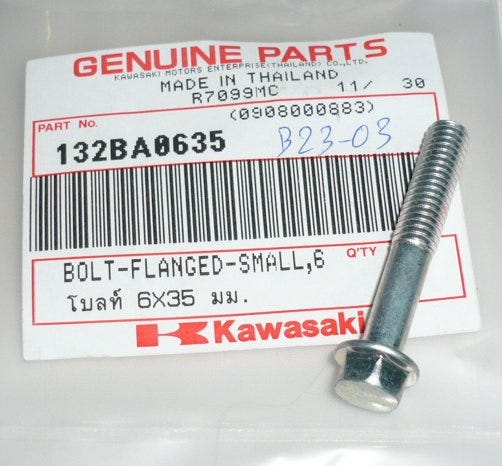 GENUINE PARTS
KAWASAKI MOTORS ENTERPRISE(THAILAND)CO.,LTD.
MADE IN THAILAND
R7099MC 11/ 30
(0908000883)
PART No.
132BA0635
B23-03
BOLT-FLANGED-SMALL,6
Q'TY
โบลท์ 6X35 มม.
Kawasaki